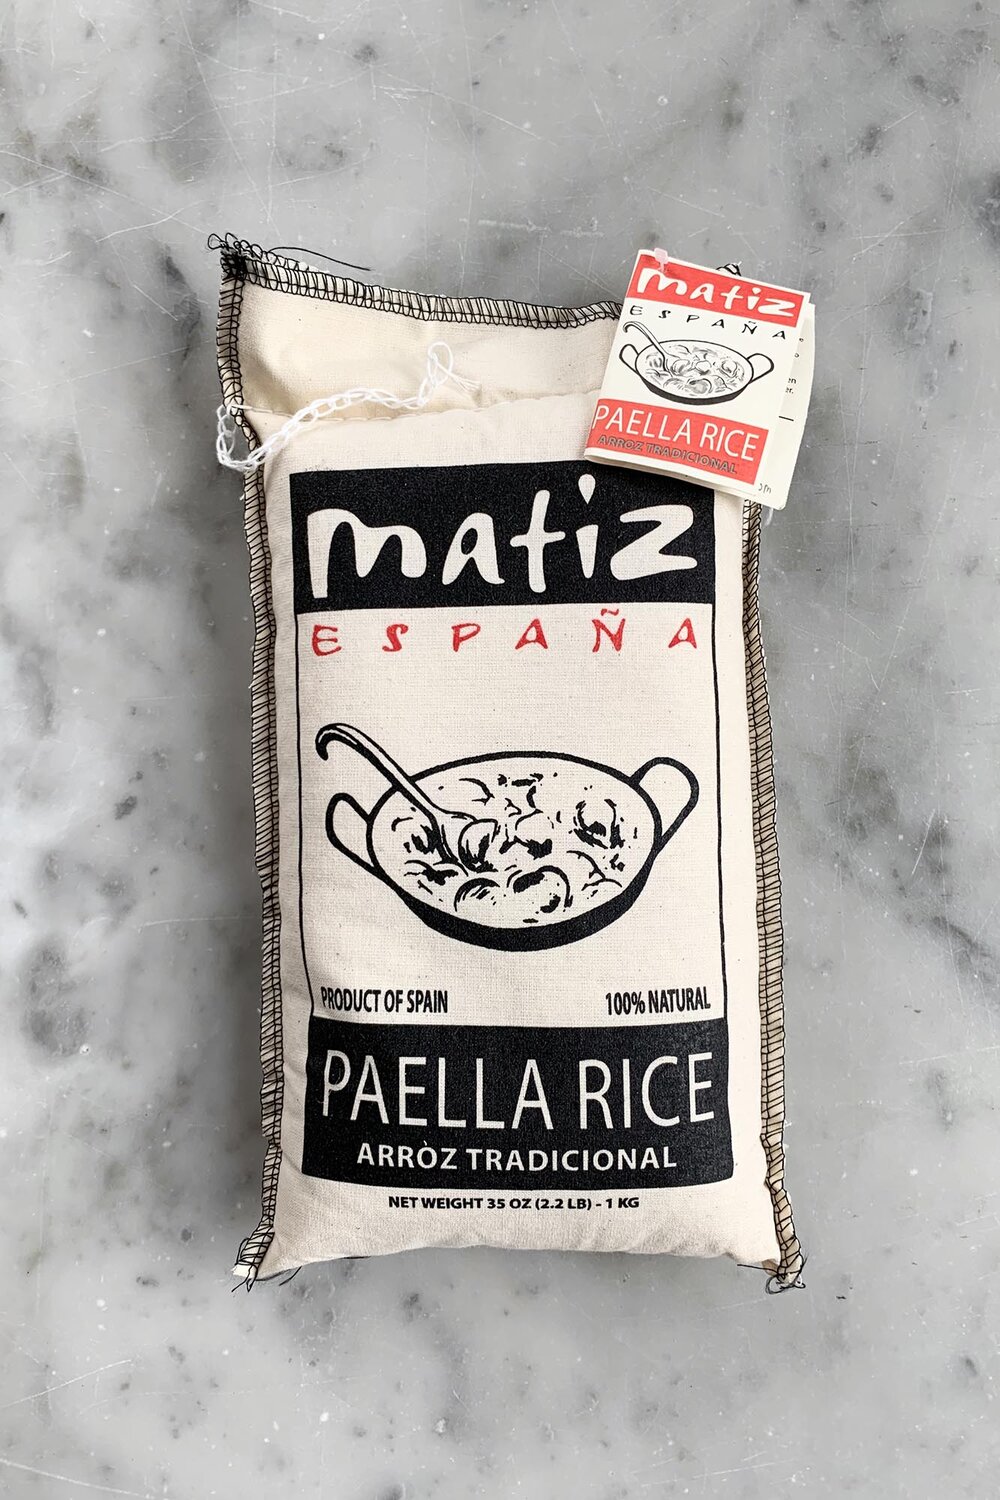 matiz
ESPAÑA
PAELLA RICE
ARROZ TRADICIONAL
matiz
ESPAÑA
PRODUCT OF SPAIN
100% NATURAL
PAELLA RICE
ARRÒZ TRADICIONAL
NET WEIGHT 35 OZ (2.2 LB) - 1 KG